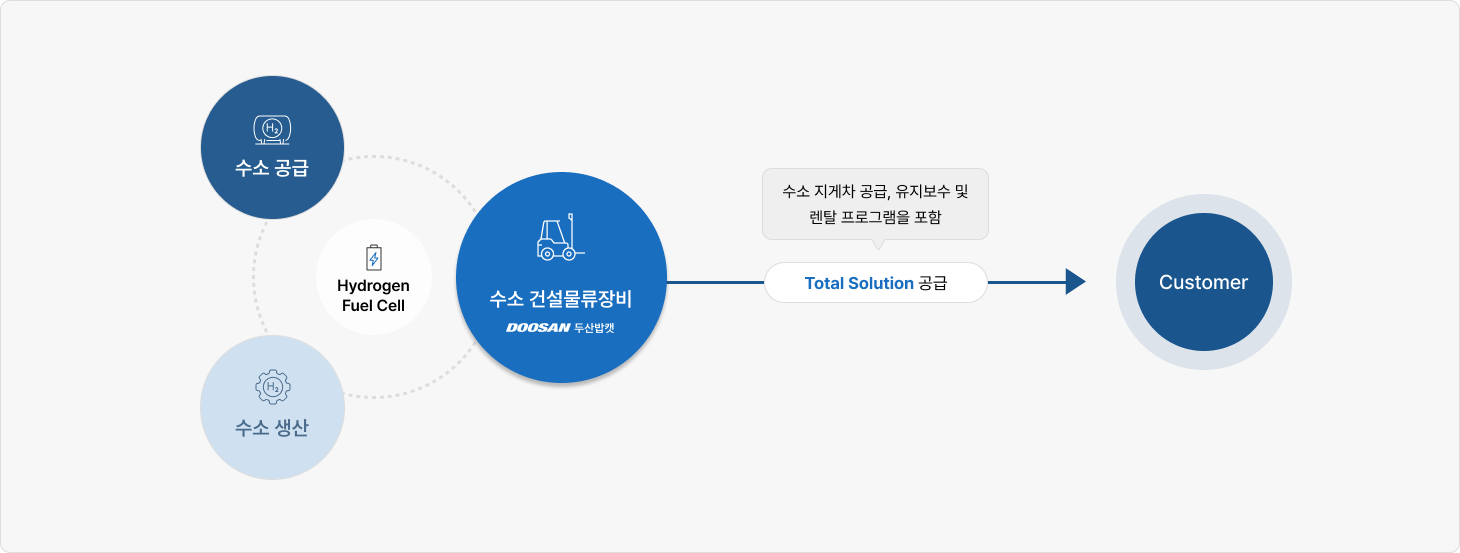 H2
수소 공급
Hydrogen
Fuel Cell
H2
수소 생산
수소 건설물류장비
DOOSAN 두산밥캣
수소 지게차 공급, 유지보수 및
렌탈 프로그램을 포함
Total Solution 공급
Customer